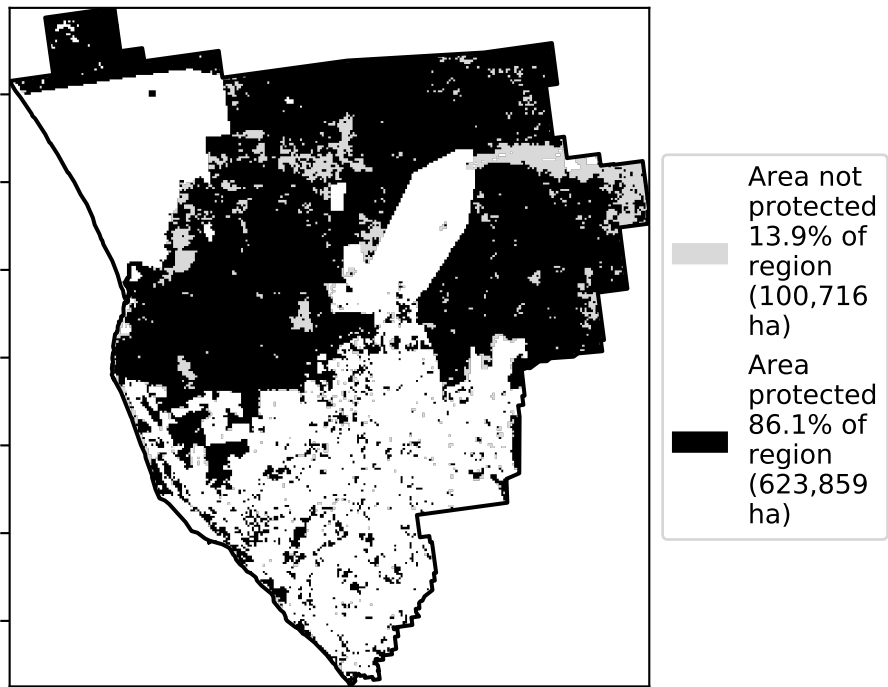 Area not
protected
13.9% of
region
(100,716
ha)
Area
protected
86.1% of
region
(623,859
ha)